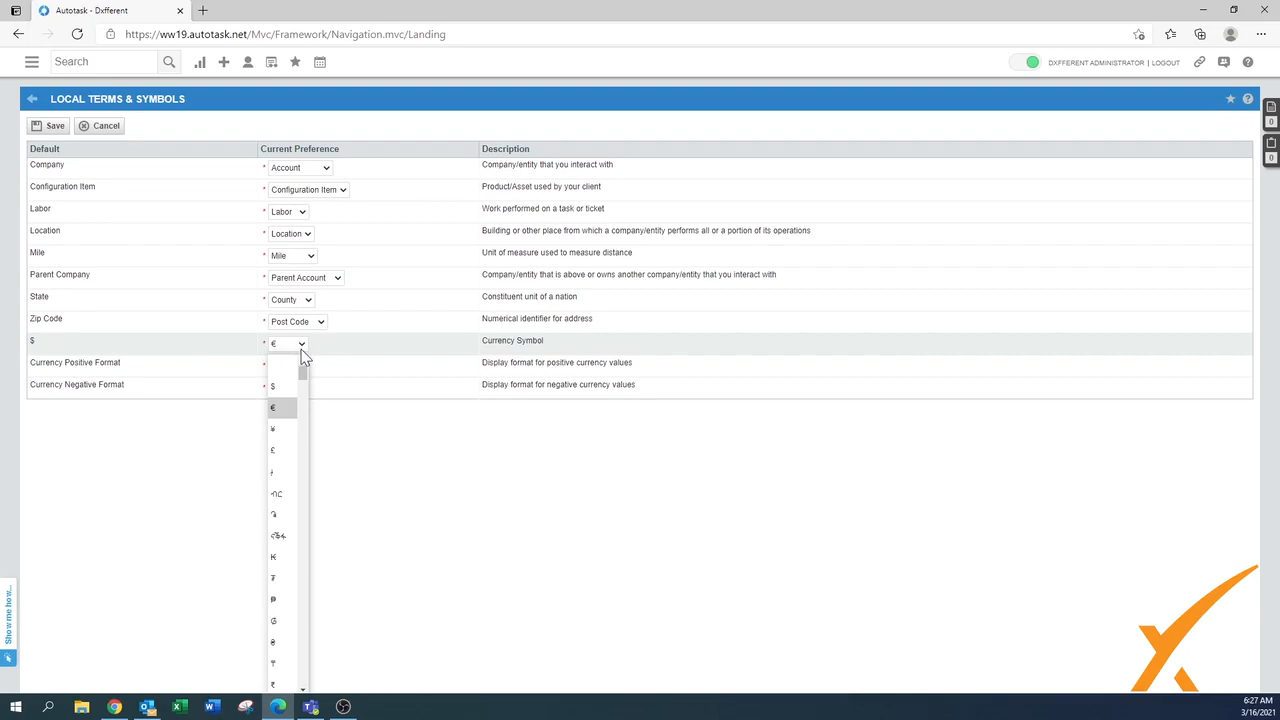 Autotask - Dxfferent
https://ww19.autotask.net/Mvc/Framework/Navigation.mvc/Landing
Search
DXFFERENT ADMINISTRATOR | LOGOUT
LOCAL TERMS & SYMBOLS
0
Save Cancel
0
Default Current Preference Description
Company * Account Company/entity that you interact with
Configuration Item * Configuration Item Product/Asset used by your client
Labor * Labor Work performed on a task or ticket
Location * Location Building or other place from which a company/entity performs all or a portion of its operations
Mile * Mile Unit of measure used to measure distance
Parent Company * Parent Account Company/entity that is above or owns another company/entity that you interact with
State * County Constituent unit of a nation
Zip Code * Post Code Numerical identifier for address
$ * € Currency Symbol
Currency Positive Format * Display format for positive currency values
Currency Negative Format * Display format for negative currency values
$
€
¥
£
ብር
₭
₮
₲
₴
₸
₹
Show me how...
6:27 AM
3/16/2021